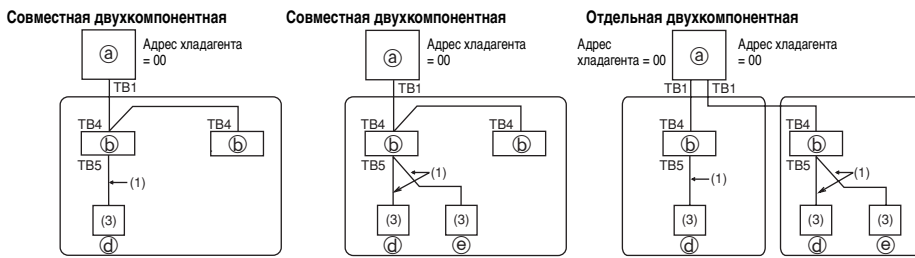 Совместная двухкомпонентная
Адрес хладагента
= 00
ⓐ
TB1
TB4
TB4
ⓑ
ⓑ
TB5
(1)
(3)
ⓓ
Совместная двухкомпонентная
Адрес хладагента
= 00
ⓐ
TB1
TB4
TB4
ⓑ
ⓑ
TB5
(1)
(3)
(3)
ⓓ
ⓔ
Отдельная двухкомпонентная
Адрес
хладагента = 00
ⓐ
Адрес хладагента
= 00
TB1
TB1
TB4
TB4
ⓑ
ⓑ
TB5
TB5
(1)
(1)
(3)
(3)
(3)
ⓓ
ⓓ
ⓔ